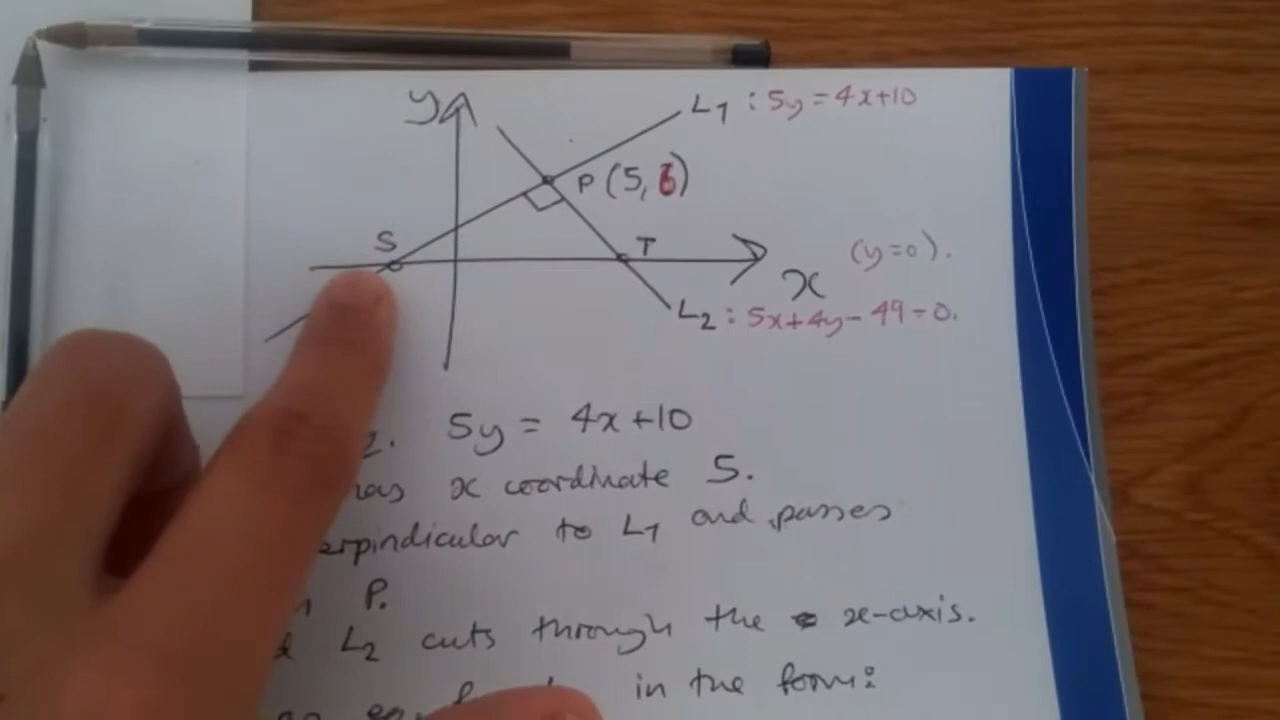 y
L1 : 5y = 4x+10
P (5, 6)
S
T
(y=0).
x
L2 : 5x+4y - 49 = 0.
5y = 4x +10
has x coordinate 5.
erpindicular to L1 and passes
P.
L2 cuts through the x-axis.
in the form: